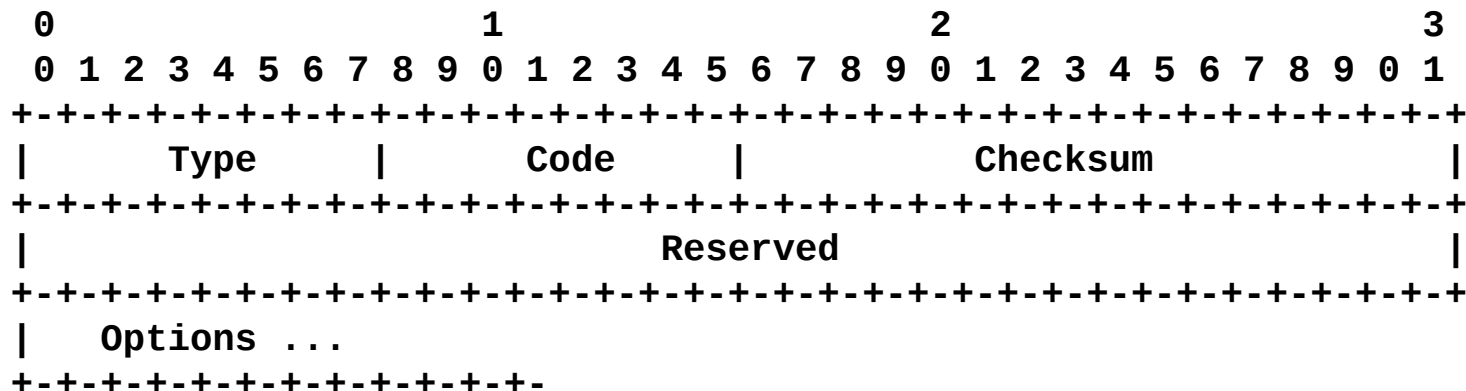 0                   1                   2                     3
 0 1 2 3 4 5 6 7 8 9 0 1 2 3 4 5 6 7 8 9 0 1 2 3 4 5 6 7 8 9 0 1
+-+-+-+-+-+-+-+-+-+-+-+-+-+-+-+-+-+-+-+-+-+-+-+-+-+-+-+-+-+-+-+-+
|      Type     |      Code     |          Checksum             |
+-+-+-+-+-+-+-+-+-+-+-+-+-+-+-+-+-+-+-+-+-+-+-+-+-+-+-+-+-+-+-+-+
|                            Reserved                           |
+-+-+-+-+-+-+-+-+-+-+-+-+-+-+-+-+-+-+-+-+-+-+-+-+-+-+-+-+-+-+-+-+
|   Options ...
+-+-+-+-+-+-+-+-+-+-+-+-